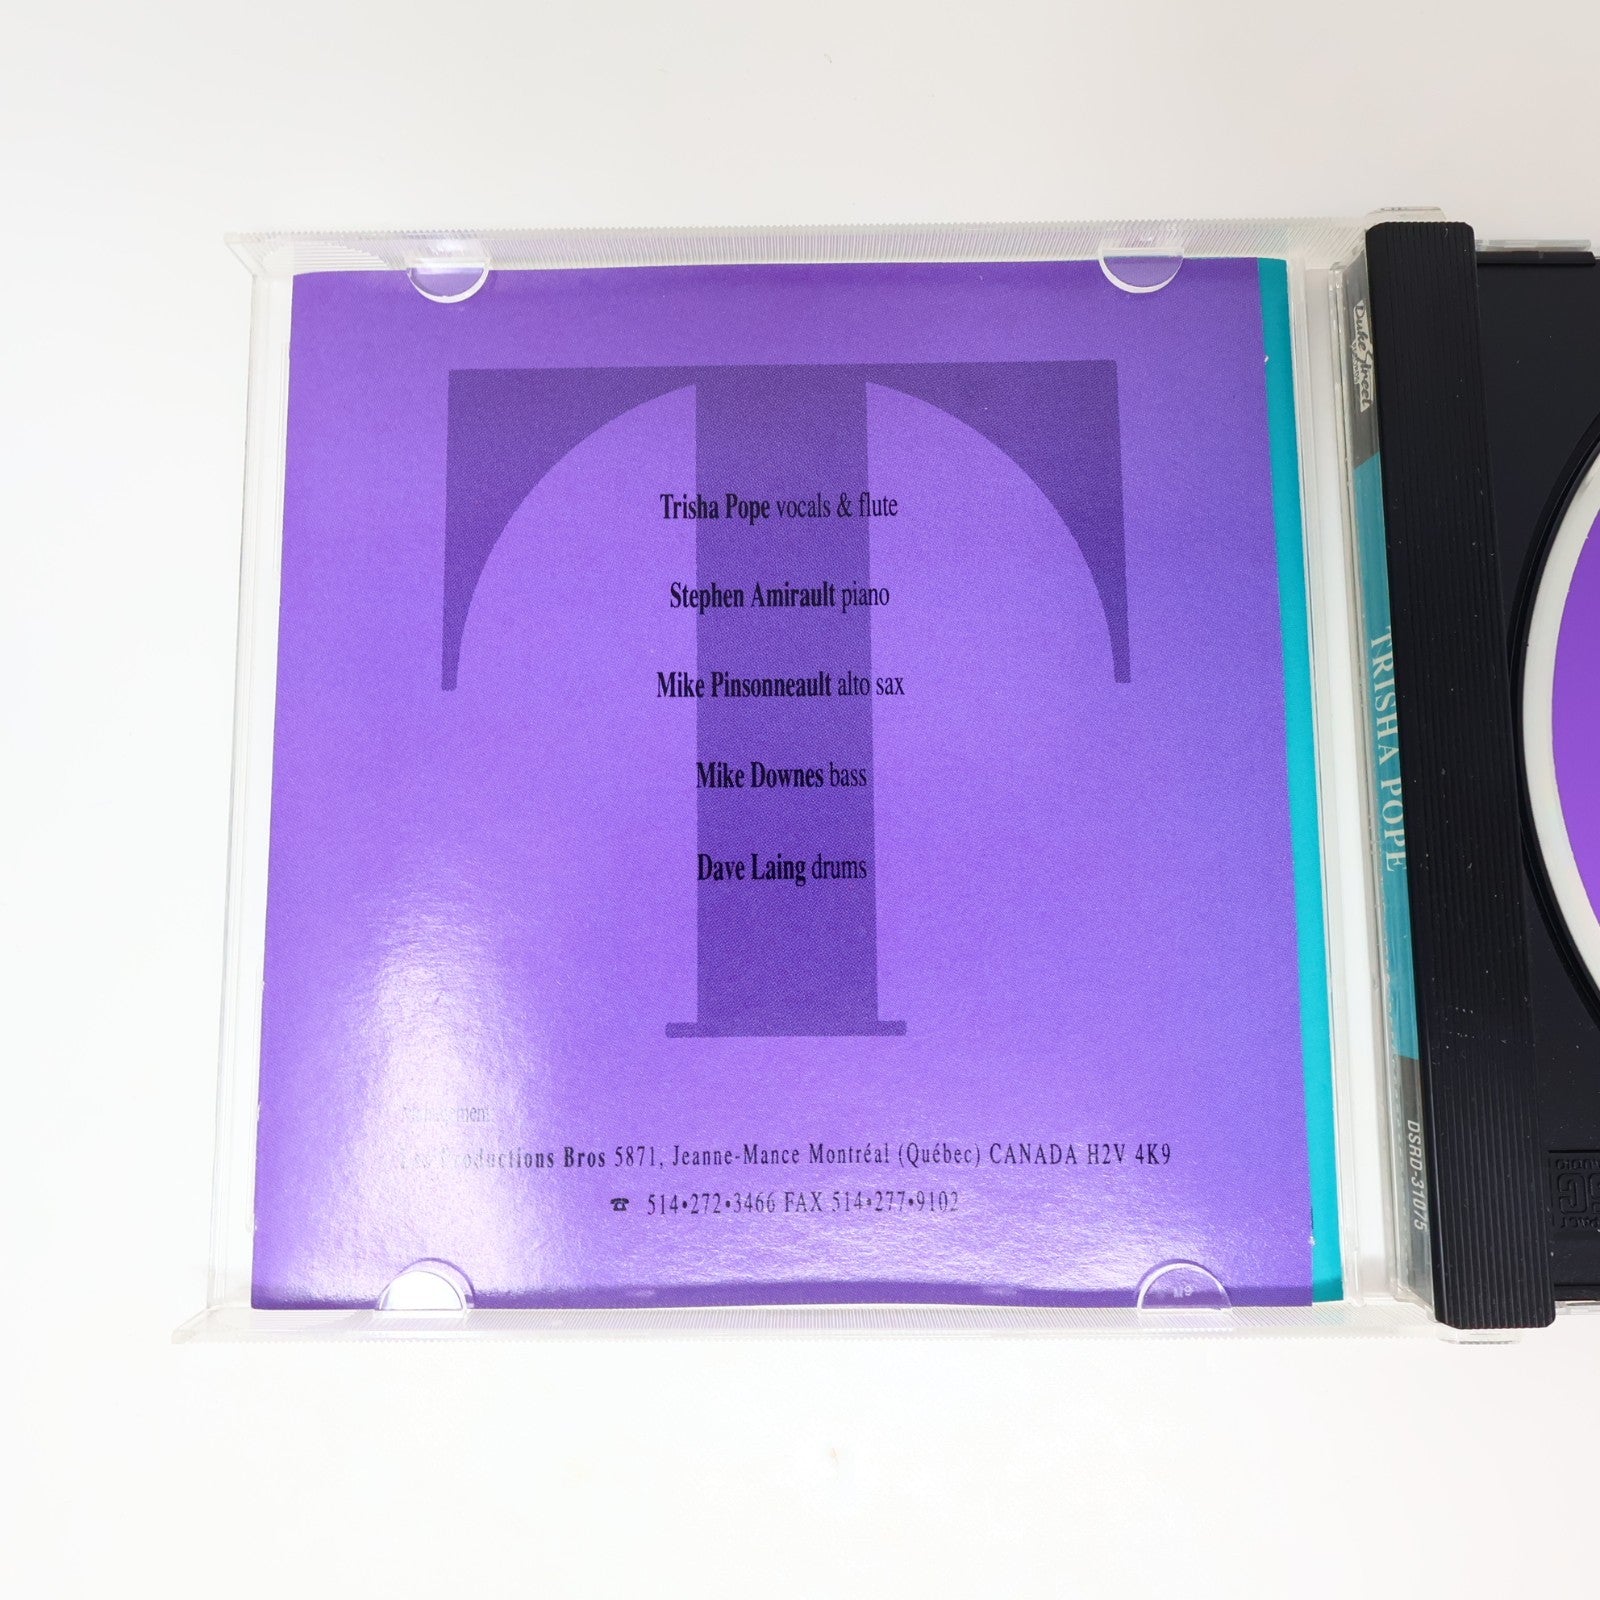 T
Trisha Pope vocals & flute
Stephen Amirault piano
Mike Pinsonneault alto sax
Mike Downes bass
Dave Laing drums
Productions Bros 5871, Jeanne-Mance Montréal (Québec) CANADA H2V 4K9
☎ 514•272•3466 FAX 514•277•9102
Duke Street
TRISHA POPE
DSRD-31075